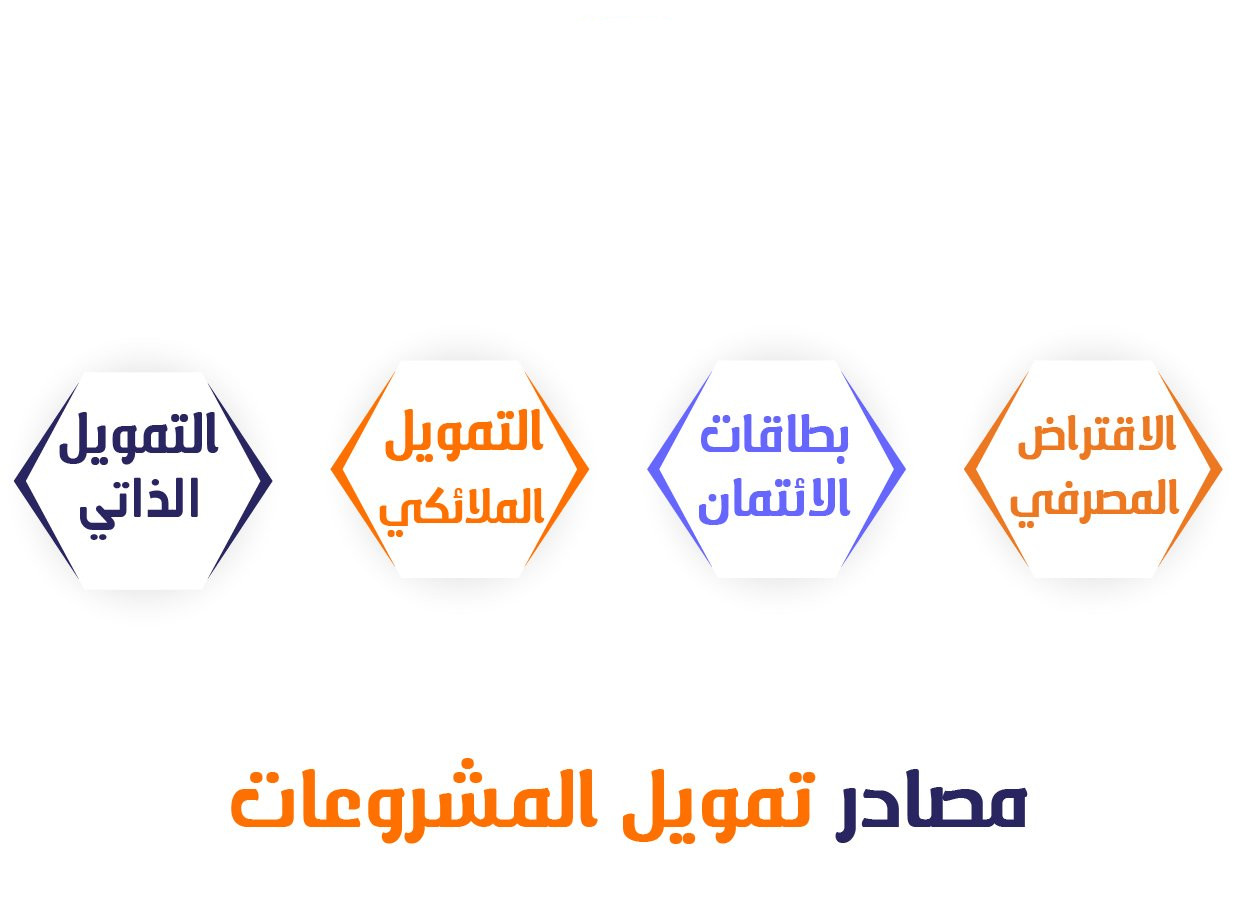 الاقتراض
المصرفي
بطاقات
الائتمان
التمويل
الملائكي
التمويل
الذاتي
مصادر تمويل المشروعات